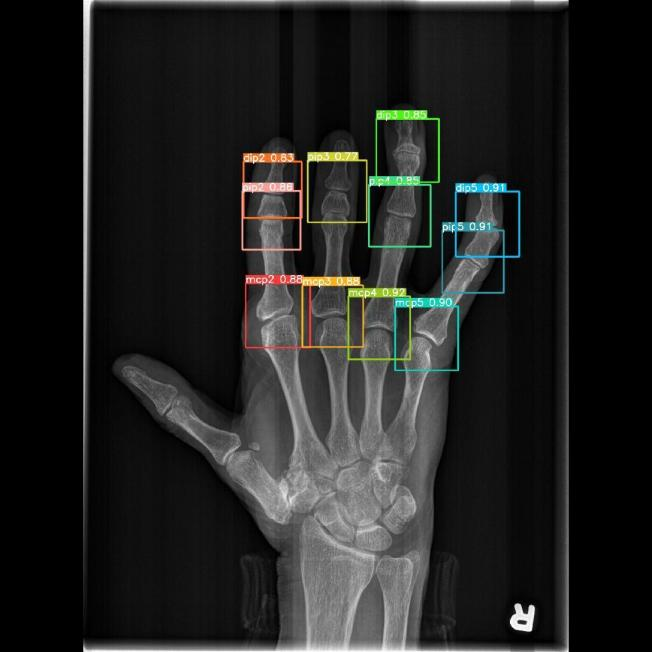 dip3 0.85
dip2 0.83
pip3 0.77
pip2 0.86
pip4 0.85
dip5 0.91
pip5 0.91
mcp2 0.88
mcp3 0.88
mcp4 0.92
mcp5 0.90
R